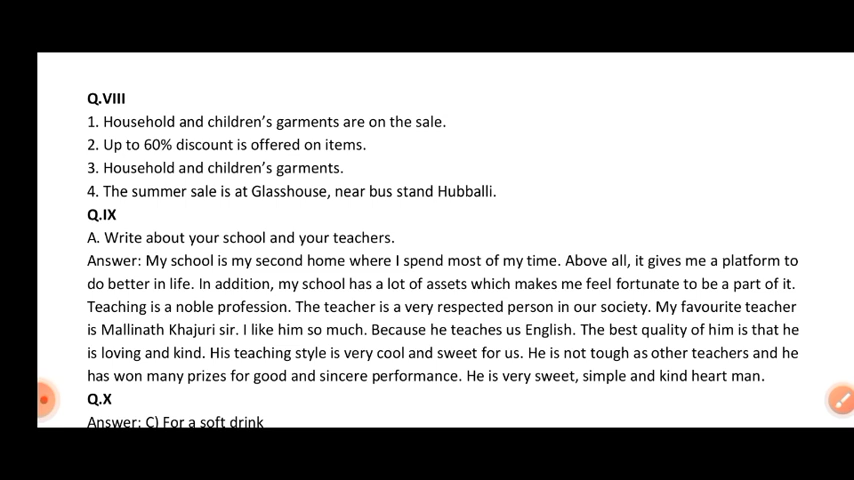 Q.VIII
1. Household and children’s garments are on the sale.
2. Up to 60% discount is offered on items.
3. Household and children’s garments.
4. The summer sale is at Glasshouse, near bus stand Hubballi.
Q.IX
A. Write about your school and your teachers.
Answer: My school is my second home where I spend most of my time. Above all, it gives me a platform to
do better in life. In addition, my school has a lot of assets which makes me feel fortunate to be a part of it.
Teaching is a noble profession. The teacher is a very respected person in our society. My favourite teacher
is Mallinath Khajuri sir. I like him so much. Because he teaches us English. The best quality of him is that he
is loving and kind. His teaching style is very cool and sweet for us. He is not tough as other teachers and he
has won many prizes for good and sincere performance. He is very sweet, simple and kind heart man.
Q.X
Answer: C) For a soft drink